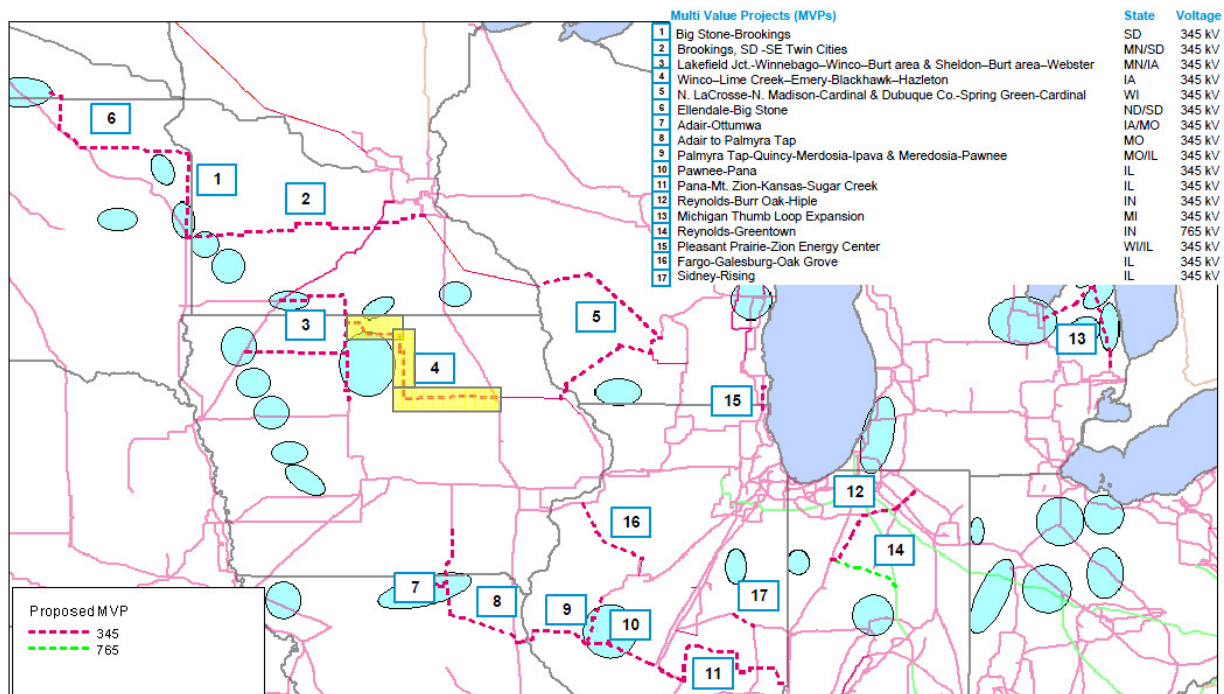 Multi Value Projects (MVPs) State Voltage
1 Big Stone-Brookings SD 345 kV
2 Brookings, SD -SE Twin Cities MN/SD 345 kV
3 Lakefield Jct.-Winnebago–Winco–Burt area & Sheldon–Burt area–Webster MN/IA 345 kV
4 Winco–Lime Creek–Emery-Blackhawk–Hazleton IA 345 kV
5 N. LaCrosse-N. Madison-Cardinal & Dubuque Co.-Spring Green-Cardinal WI 345 kV
6 Ellendale-Big Stone ND/SD 345 kV
7 Adair-Ottumwa IA/MO 345 kV
8 Adair to Palmyra Tap MO 345 kV
9 Palmyra Tap-Quincy-Merdosia-Ipava & Meredosia-Pawnee MO/IL 345 kV
10 Pawnee-Pana IL 345 kV
11 Pana-Mt. Zion-Kansas-Sugar Creek IL 345 kV
12 Reynolds-Burr Oak-Hiple IN 345 kV
13 Michigan Thumb Loop Expansion MI 345 kV
14 Reynolds-Greentown IN 765 kV
15 Pleasant Prairie-Zion Energy Center WI/IL 345 kV
16 Fargo-Galesburg-Oak Grove IL 345 kV
17 Sidney-Rising IL 345 kV
6
1
2
3
5
13
4
15
12
16
14
7
8
9
10
17
11
Proposed MVP
345
765